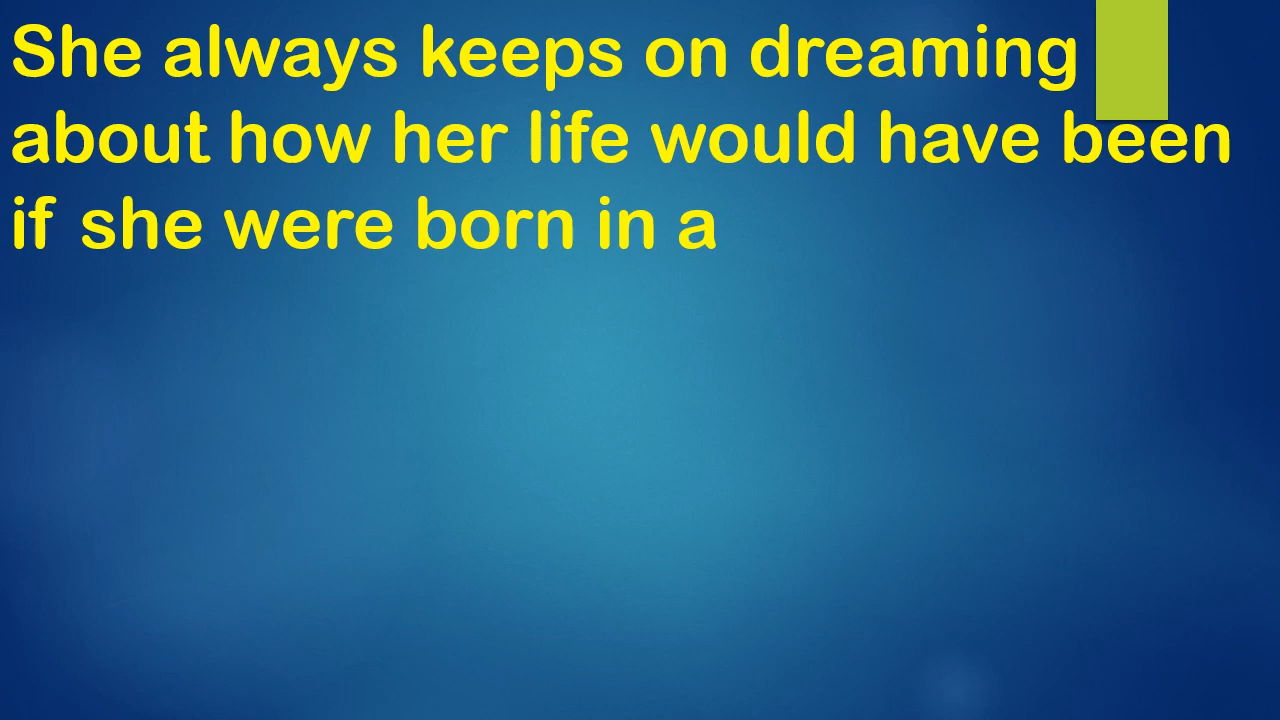 She always keeps on dreaming
about how her life would have been
if she were born in a